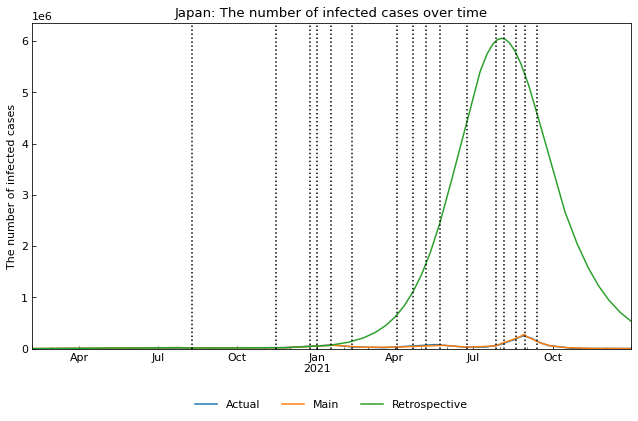 Japan: The number of infected cases over time
1e6
The number of infected cases
6
5
4
3
2
1
0
Apr
Jul
Oct
Jan
2021
Apr
Jul
Oct
Actual
Main
Retrospective